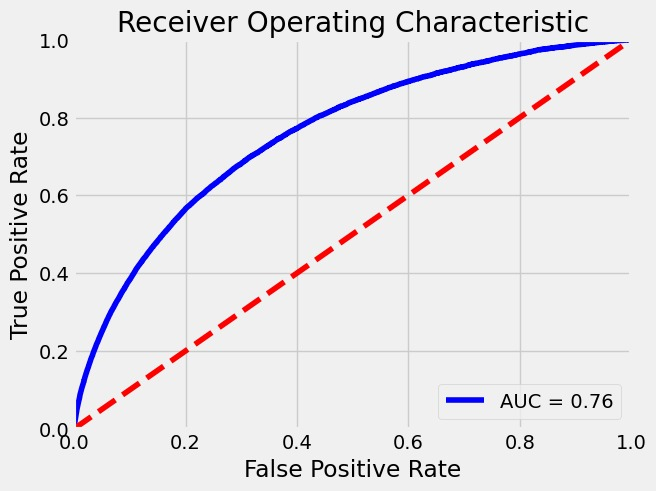 Receiver Operating Characteristic
1.0
0.8
0.6
0.4
0.2
0.0
True Positive Rate
AUC = 0.76
0.0 0.2 0.4 0.6 0.8 1.0
False Positive Rate